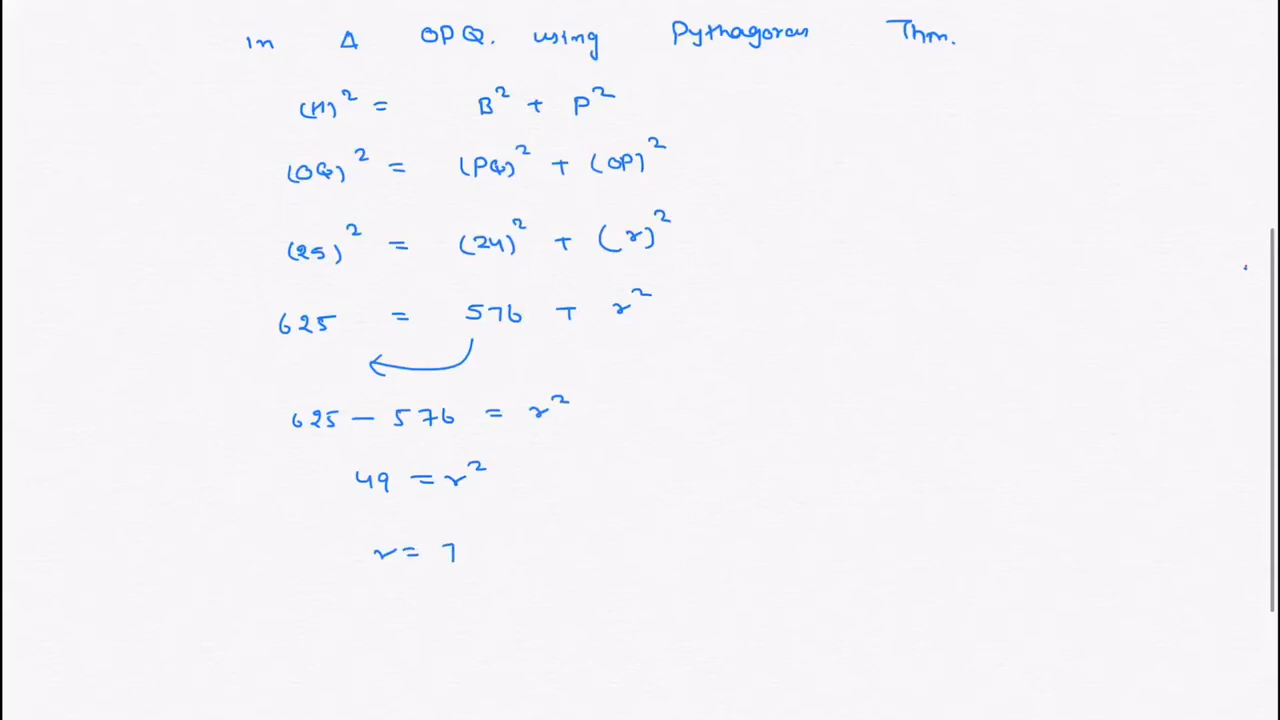 In Δ OPQ. using Pythagoras Thm.
(H)² = B² + P²
(OQ)² = (PQ)² + (OP)²
(25)² = (24)² + (r)²
625 = 576 + r²
625 − 576 = r²
49 = r²
r = 7